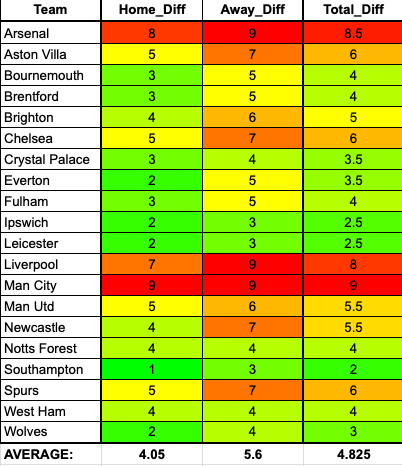 Team Home_Diff Away_Diff Total_Diff
Arsenal 8 9 8.5
Aston Villa 5 7 6
Bournemouth 3 5 4
Brentford 3 5 4
Brighton 4 6 5
Chelsea 5 7 6
Crystal Palace 3 4 3.5
Everton 2 5 3.5
Fulham 3 5 4
Ipswich 2 3 2.5
Leicester 2 3 2.5
Liverpool 7 9 8
Man City 9 9 9
Man Utd 5 6 5.5
Newcastle 4 7 5.5
Notts Forest 4 4 4
Southampton 1 3 2
Spurs 5 7 6
West Ham 4 4 4
Wolves 2 4 3
AVERAGE: 4.05 5.6 4.825